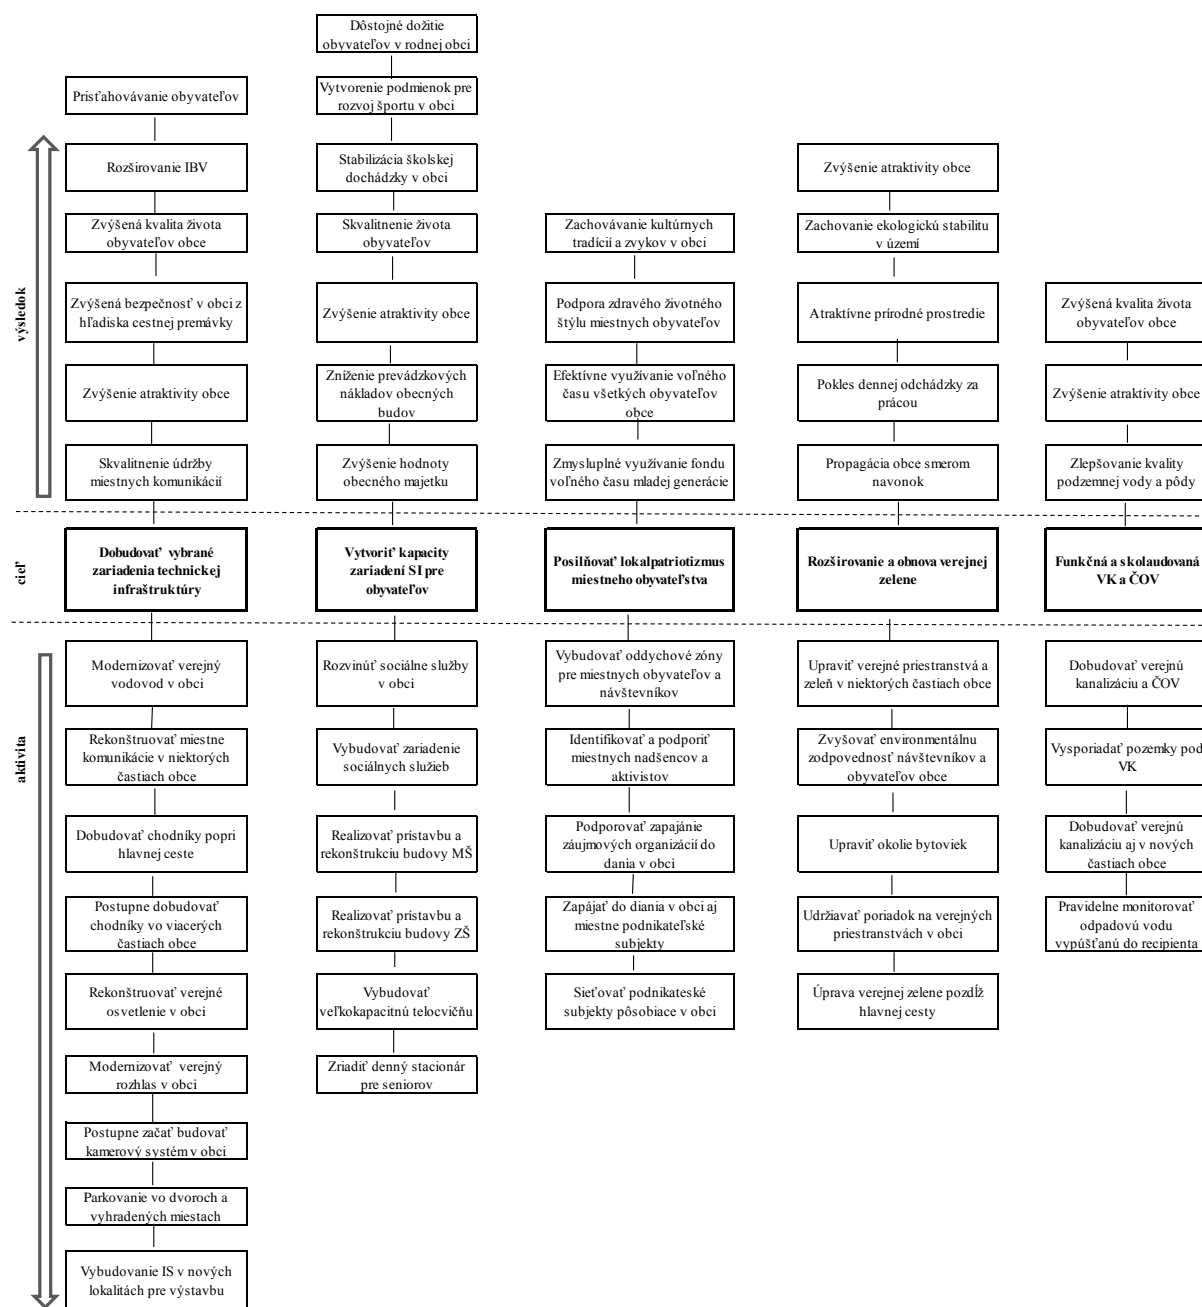 Dôstojné dožitie
obyvateľov v rodnej obci
Prisťahovávanie obyvateľov
Vytvorenie podmienok pre
rozvoj športu v obci
Rozširovanie IBV
Stabilizácia školskej
dochádzky v obci
Zvýšenie atraktivity obce
Zvýšená kvalita života
obyvateľov obce
Skvalitnenie života
obyvateľov
Zachovávanie kultúrnych
tradícií a zvykov v obci
Zachovanie ekologickú stabilitu
v území
výsledok
Zvýšená bezpečnosť v obci z
hľadiska cestnej premávky
Zvýšenie atraktivity obce
Podpora zdravého životného
štýlu miestnych obyvateľov
Atraktívne prírodné prostredie
Zvýšená kvalita života
obyvateľov obce
Zvýšenie atraktivity obce
Zníženie prevádzkových
nákladov obecných
budov
Efektívne využívanie voľného
času všetkých obyvateľov
obce
Pokles dennej odchádzky za
prácou
Zvýšenie atraktivity obce
Skvalitnenie údržby
miestnych komunikácií
Zvýšenie hodnoty
obecného majetku
Zmysluplné využívanie fondu
voľného času mladej generácie
Propagácia obce smerom
navonok
Zlepšovanie kvality
podzemnej vody a pôdy
cieľ
Dobudovať vybrané
zariadenia technickej
infraštruktúry
Vytvoriť kapacity
zariadení SI pre
obyvateľov
Posilňovať lokalpatriotizmus
miestneho obyvateľstva
Rozširovanie a obnova verejnej
zelene
Funkčná a skolaudovaná
VK a ČOV
aktivita
Modernizovať verejný
vodovod v obci
Rozvinúť sociálne služby
v obci
Vybudovať oddychové zóny
pre miestnych obyvateľov a
návštevníkov
Upraviť verejné priestranstvá a
zeleň v niektorých častiach obce
Dobudovať verejnú
kanalizáciu a ČOV
Rekonštruovať miestne
komunikácie v niektorých
častiach obce
Vybudovať zariadenie
sociálnych služieb
Identifikovať a podporiť
miestnych nadšencov a
aktivistov
Zvyšovať environmentálnu
zodpovednosť návštevníkov a
obyvateľov obce
Vysporiadať pozemky pod
VK
Dobudovať chodníky popri
hlavnej ceste
Realizovať prístavbu a
rekonštrukciu budovy MŠ
Podporovať zapájánie
záujmových organizácií do
dania v obci
Upraviť okolie bytoviek
Dobudovať verejnú
kanalizáciu aj v nových
častiach obce
Postupne dobudovať
chodníky vo viacerých
častiach obce
Realizovať prístavbu a
rekonštrukciu budovy ZŠ
Zapájať do diania v obci aj
miestne podnikateľské
subjekty
Udržiavať poriadok na verejných
priestranstvách v obci
Pravidelne monitorovať
odpadovú vodu
vypúšťanú do recipienta
Rekonštruovať verejné
osvetlenie v obci
Vybudovať
veľkokapacitnú telocvičňu
Sieťovať podnikateské
subjekty pôsobiace v obci
Úprava verejnej zelene pozdĺž
hlavnej cesty
Modernizovať verejný
rozhlas v obci
Zriadiť denný stacionár
pre seniorov
Postupne začať budovať
kamerový systém v obci
Parkovanie vo dvoroch a
vyhradených miestach
Vybudovanie IS v nových
lokalitách pre výstavbu